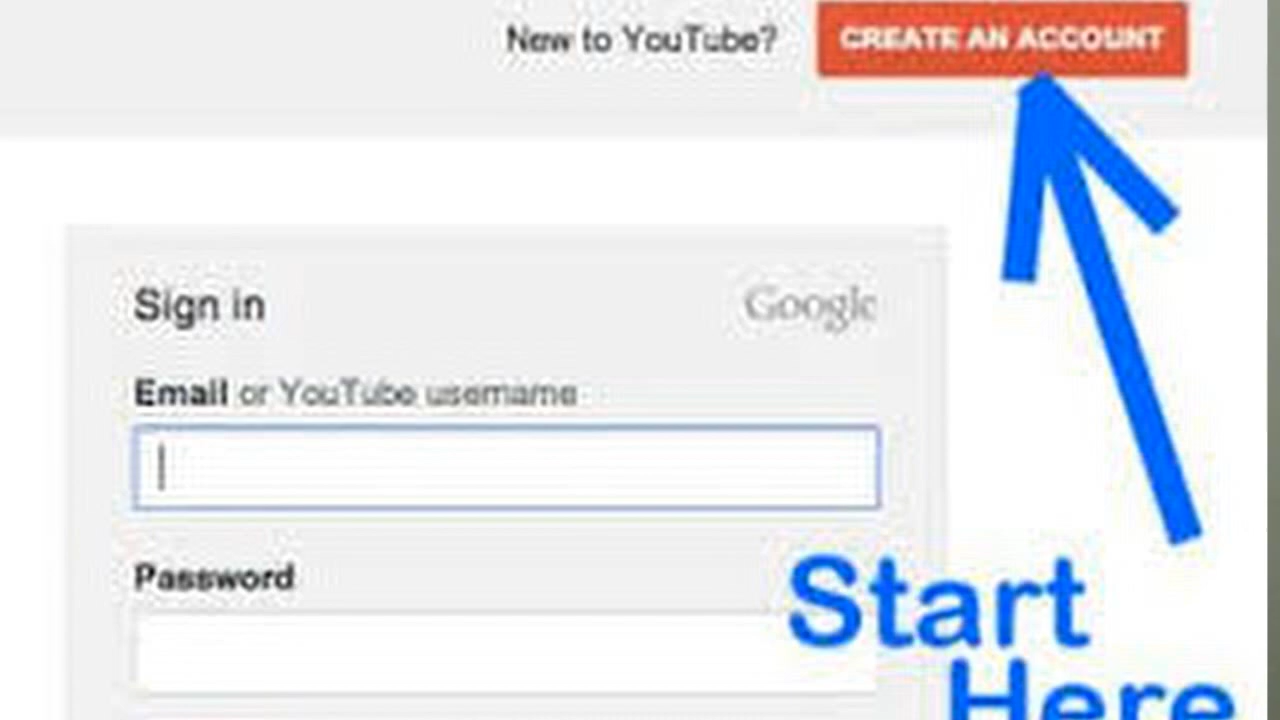 New to YouTube? CREATE AN ACCOUNT
Sign in Google
Email or YouTube username
Password
Start
Here